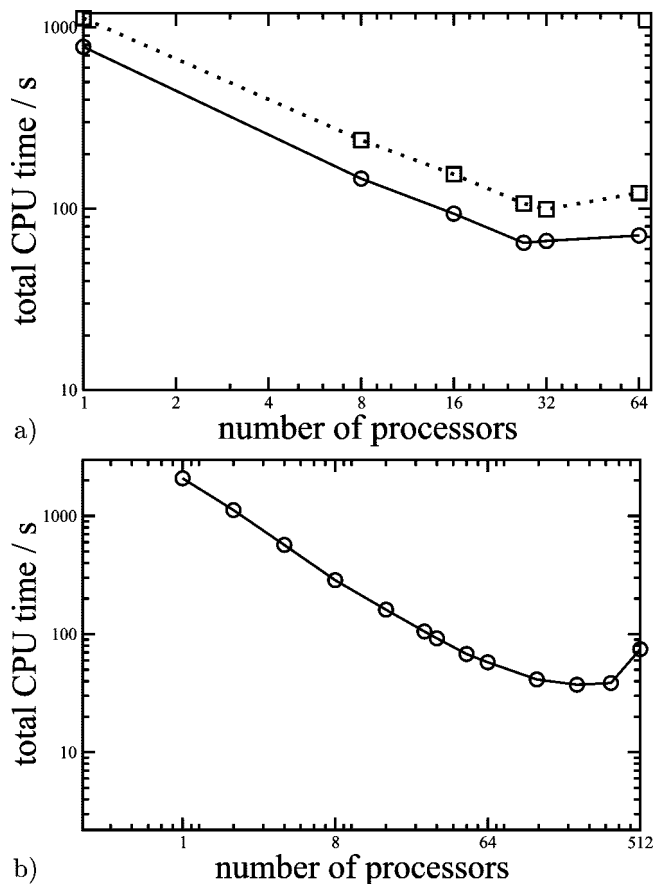 total CPU time / s
1000
100
10
1 2 4 8 16 32 64
a) number of processors
total CPU time / s
1000
100
10
1 8 64 512
b) number of processors